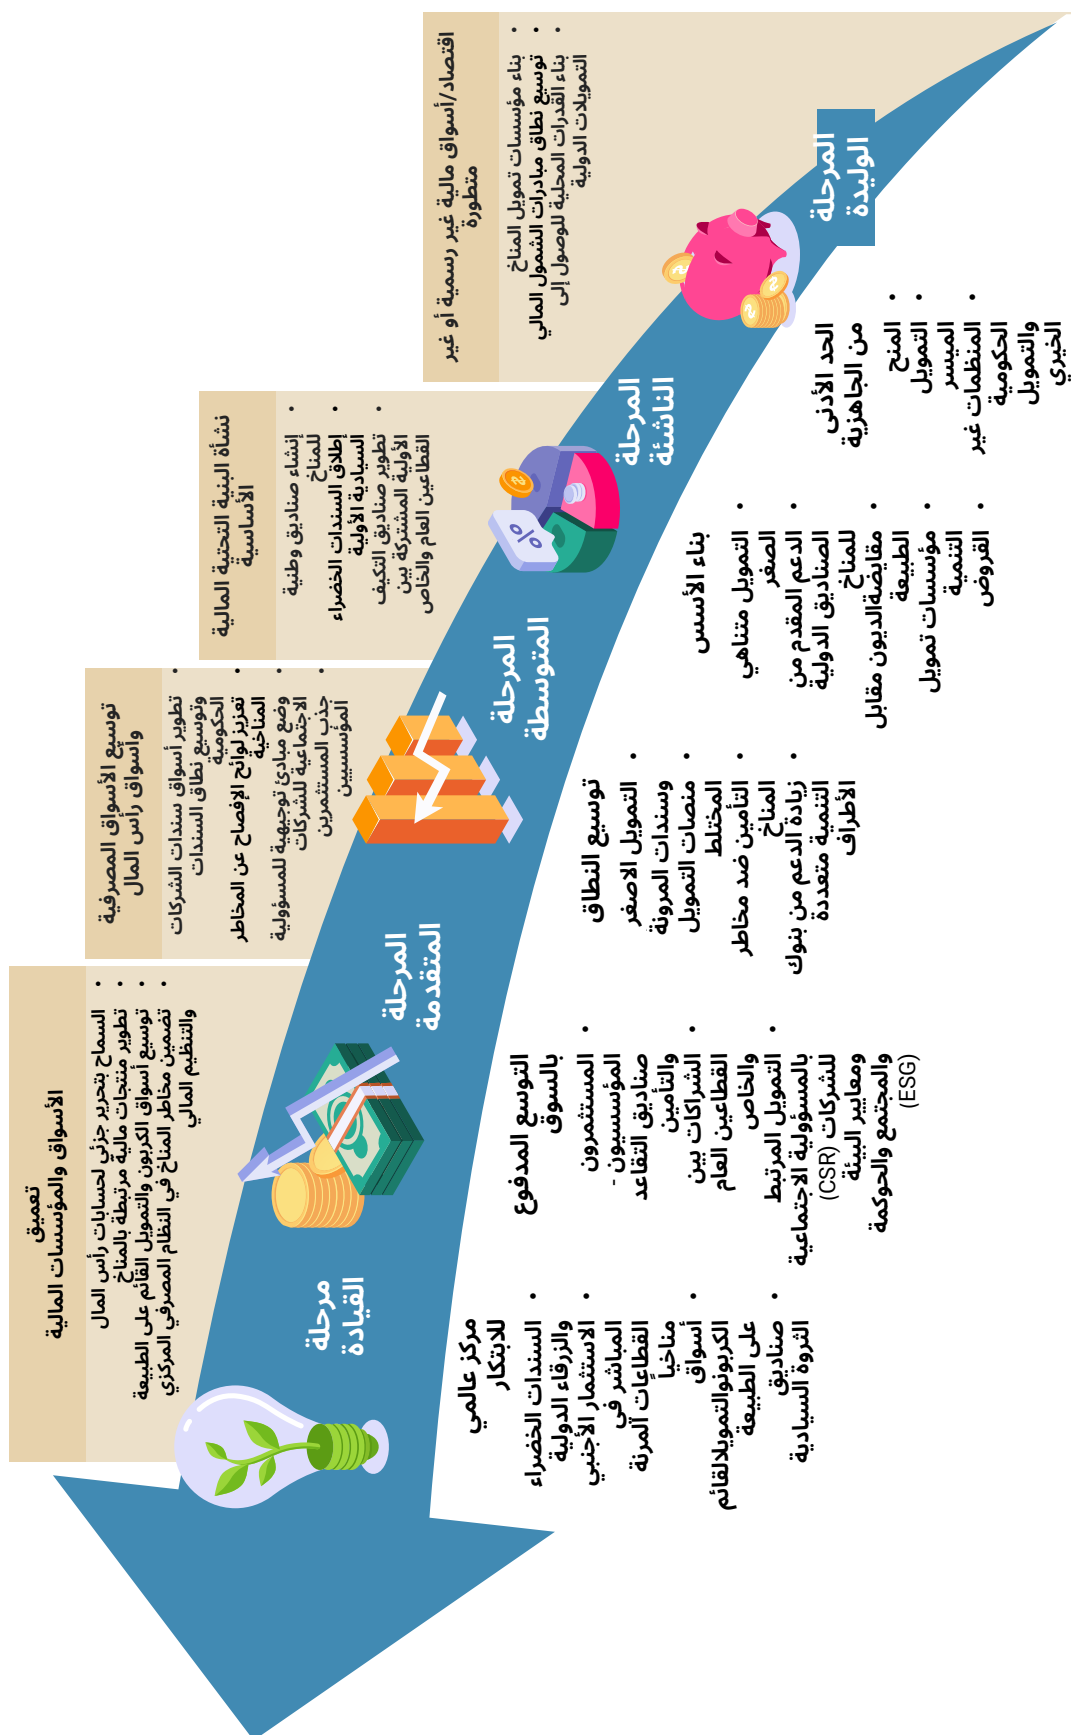 اقتصاد/أسواق مالية غير رسمية أو غير
متطورة
• بناء مؤسسات تمويل المناخ
• توسيع نطاق مبادرات الشمول المالي
• بناء القدرات المحلية للوصول إلى
التمويلات الدولية
المرحلة
الوليدة
الحد الأدنى
من الجاهزية
• المنح
• التمويل
الميسر
• المنظمات غير
الحكومية
والتمويل
الخيري
نشأة البنية التحتية المالية
الأساسية
• إنشاء صناديق وطنية
للمناخ
• إطلاق السندات الخضراء
السيادية الأولية
• تطوير صناديق التكيف
الأولية المشتركة بين
القطاعين العام والخاص
المرحلة
الناشئة
بناء الأسس
• التمويل متناهي
الصغر
• الدعم المقدم من
الصناديق الدولية
للمناخ
• مقايضةالديون مقابل
الطبيعة
• مؤسسات تمويل
التنمية
• القروض
توسيع الأسواق المصرفية
وأسواق رأس المال
• تطوير أسواق سندات الشركات
وتوسيع نطاق السندات
الحكومية
• تعزيز لوائح الإفصاح عن المخاطر
المناخية
• وضع مبادئ توجيهية للمسؤولية
الاجتماعية للشركات
• جذب المستثمرين
المؤسسيين
المرحلة
المتوسطة
توسيع النطاق
• التمويل الاصغر
وسندات المرونة
• منصات التمويل
المختلط
• التأمين ضد مخاطر
المناخ
• زيادة الدعم من بنوك
التنمية متعددة
الأطراف
تعميق
الأسواق والمؤسسات المالية
• السماح بتحرير جزئي لحسابات رأس المال
• تطوير منتجات مالية مرتبطة بالمناخ
• توسيع أسواق الكربون والتمويل القائم على الطبيعة
• تضمين مخاطر المناخ في النظام المصرفي المركزي
والتنظيم المالي
المرحلة
المتقدمة
التوسع المدفوع
بالسوق
• المستثمرون
المؤسسيون -
صناديق التقاعد
والتأمين
• الشراكات بين
القطاعين العام
والخاص
• التمويل المرتبط
بالمسؤولية الاجتماعية
للشركات (CSR)
ومعايير البيئة
والمجتمع والحوكمة
(ESG)
مرحلة
القيادة
مركز عالمي
للابتكار
• السندات الخضراء
والزرقاء الدولية
• الاستثمار الأجنبي
المباشر في
القطاعات المرنة
مناخياً
• أسواق
الكربونوالتمويلالقائم
على الطبيعة
• صناديق
الثروة السيادية